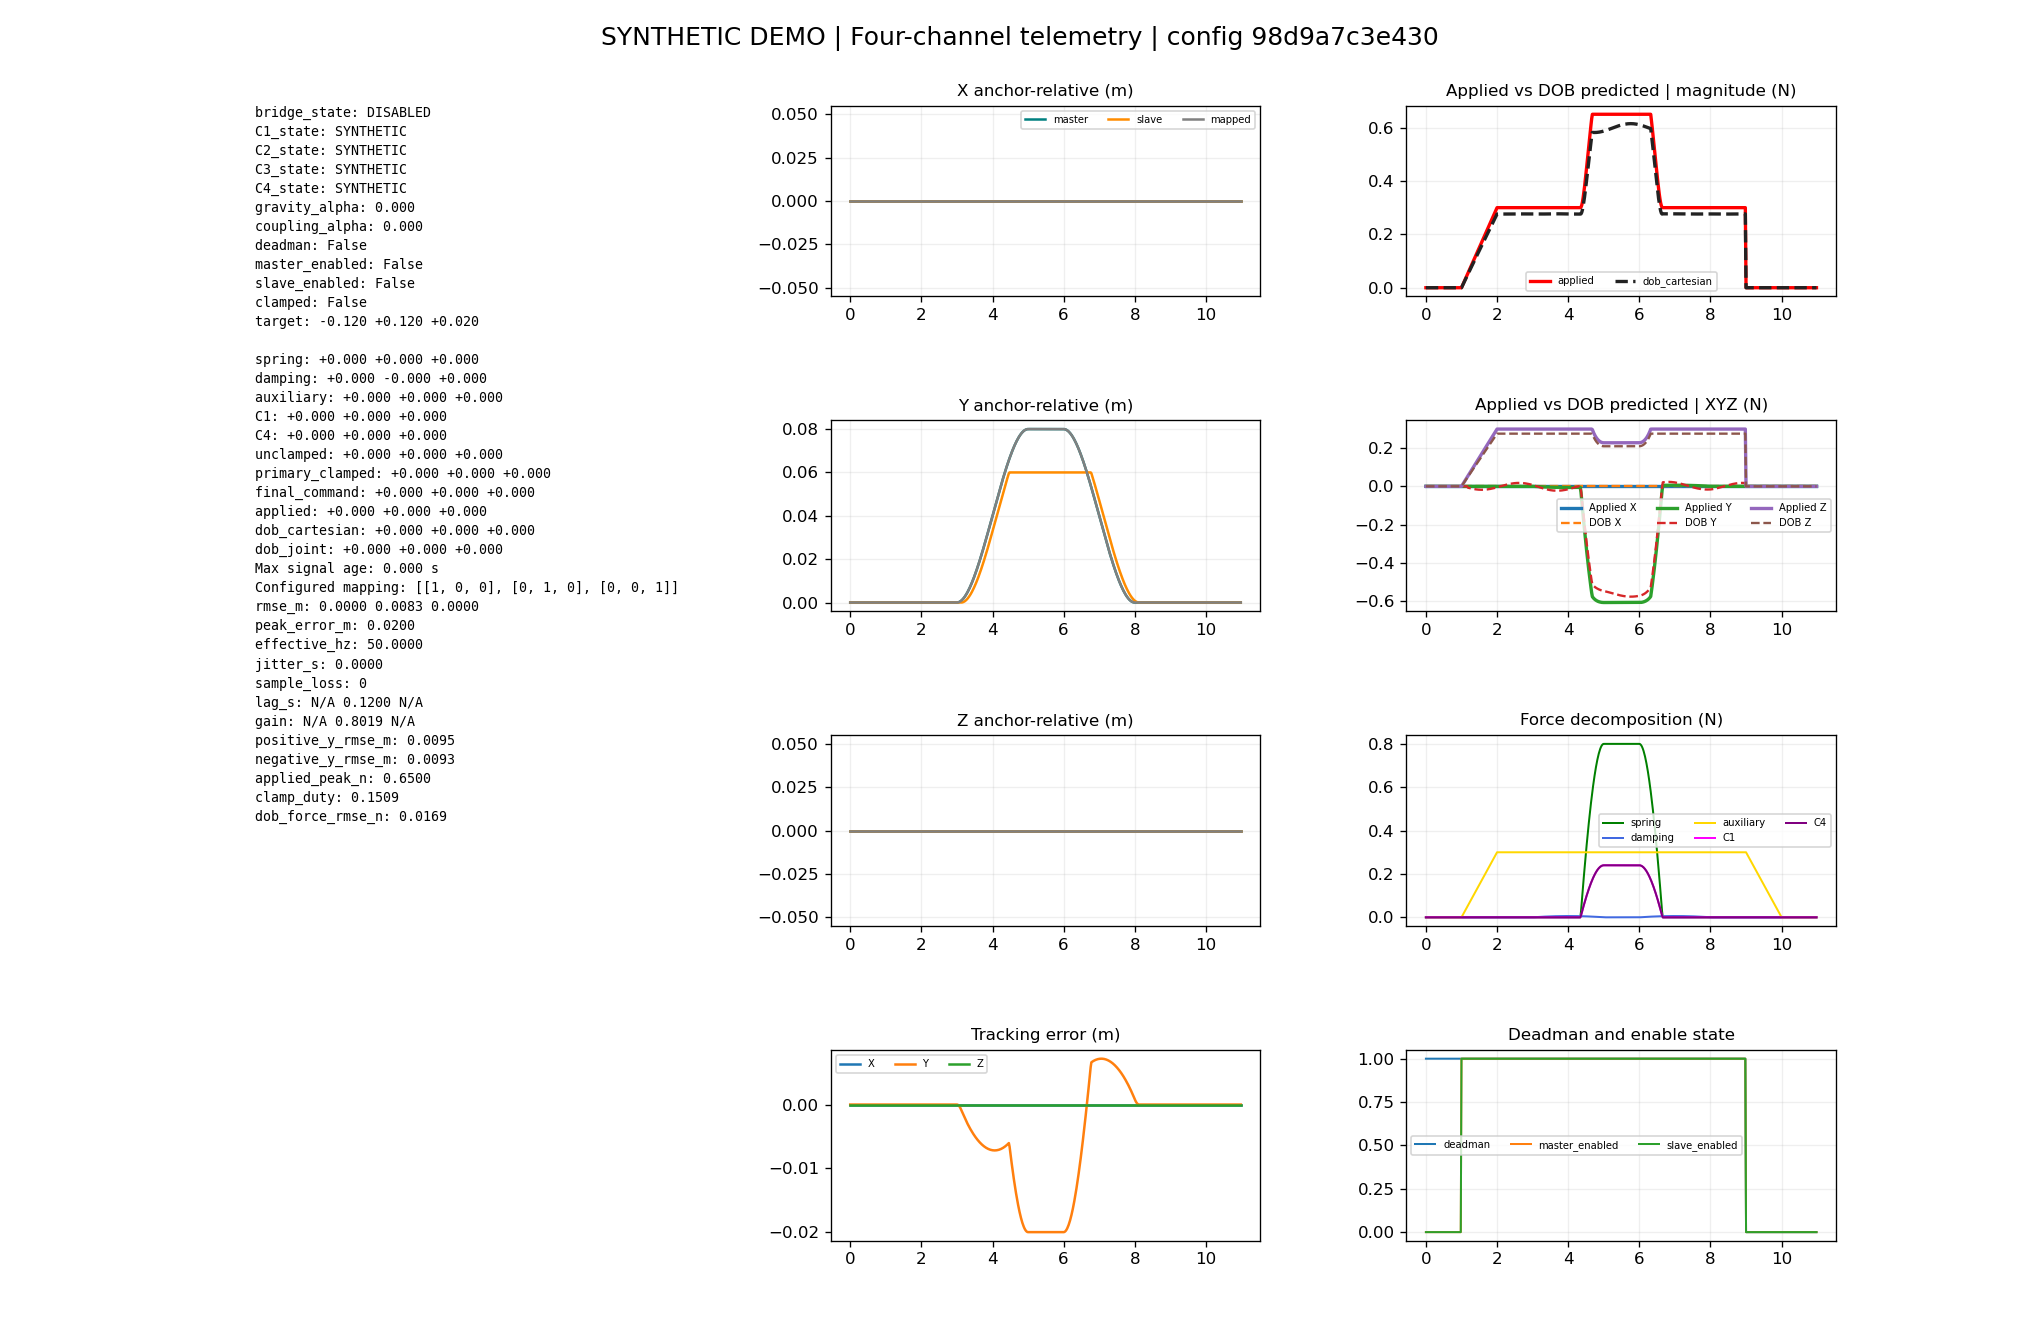 SYNTHETIC DEMO | Four-channel telemetry | config 98d9a7c3e430
bridge_state: DISABLED
C1_state: SYNTHETIC
C2_state: SYNTHETIC
C3_state: SYNTHETIC
C4_state: SYNTHETIC
gravity_alpha: 0.000
coupling_alpha: 0.000
deadman: False
master_enabled: False
slave_enabled: False
clamped: False
target: -0.120 +0.120 +0.020
spring: +0.000 +0.000 +0.000
damping: +0.000 -0.000 +0.000
auxiliary: +0.000 +0.000 +0.000
C1: +0.000 +0.000 +0.000
C4: +0.000 +0.000 +0.000
unclamped: +0.000 +0.000 +0.000
primary_clamped: +0.000 +0.000 +0.000
final_command: +0.000 +0.000 +0.000
applied: +0.000 +0.000 +0.000
dob_cartesian: +0.000 +0.000 +0.000
dob_joint: +0.000 +0.000 +0.000
Max signal age: 0.000 s
Configured mapping: [[1, 0, 0], [0, 1, 0], [0, 0, 1]]
rmse_m: 0.0000 0.0083 0.0000
peak_error_m: 0.0200
effective_hz: 50.0000
jitter_s: 0.0000
sample_loss: 0
lag_s: N/A 0.1200 N/A
gain: N/A 0.8019 N/A
positive_y_rmse_m: 0.0095
negative_y_rmse_m: 0.0093
applied_peak_n: 0.6500
clamp_duty: 0.1509
dob_force_rmse_n: 0.0169
X anchor-relative (m)
master slave mapped
0.050
0.025
0.000
−0.025
−0.050
0 2 4 6 8 10
Applied vs DOB predicted | magnitude (N)
0.6
0.4
0.2
0.0
applied dob_cartesian
0 2 4 6 8 10
Y anchor-relative (m)
0.08
0.06
0.04
0.02
0.00
0 2 4 6 8 10
Applied vs DOB predicted | XYZ (N)
0.2
0.0
−0.2
−0.4
−0.6
Applied X Applied Y Applied Z
DOB X DOB Y DOB Z
0 2 4 6 8 10
Z anchor-relative (m)
0.050
0.025
0.000
−0.025
−0.050
0 2 4 6 8 10
Force decomposition (N)
0.8
0.6
0.4
0.2
0.0
spring auxiliary C4
damping C1
0 2 4 6 8 10
Tracking error (m)
X Y Z
0.00
−0.01
−0.02
0 2 4 6 8 10
Deadman and enable state
1.00
0.75
0.50
0.25
0.00
deadman master_enabled slave_enabled
0 2 4 6 8 10